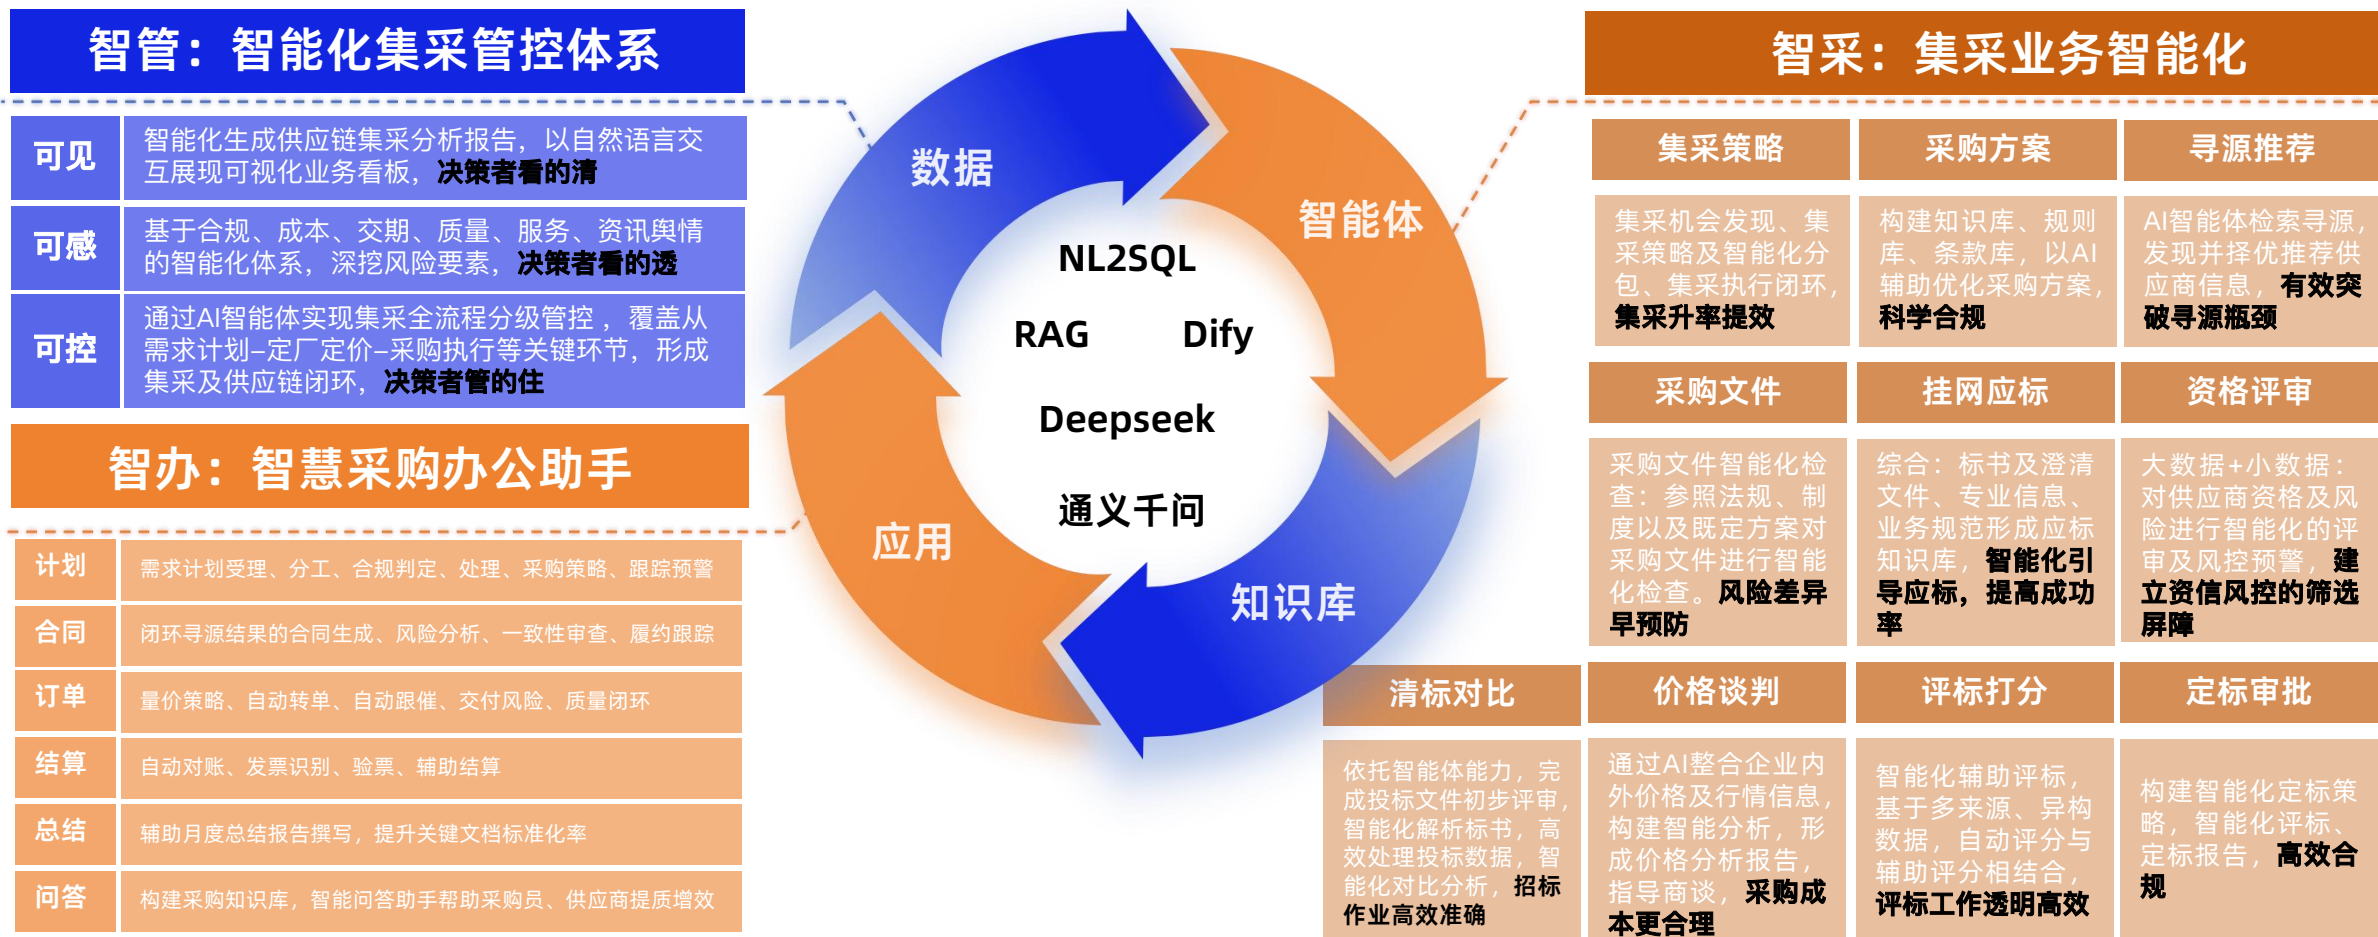 智管：智能化集采管控体系
可见
智能化生成供应链集采分析报告，以自然语言交
互展现可视化业务看板，决策者看的清
可感
基于合规、成本、交期、质量、服务、资讯舆情
的智能化体系，深挖风险要素，决策者看的透
可控
通过AI智能体实现集采全流程分级管控，覆盖从
需求计划–定厂定价–采购执行等关键环节，形成
集采及供应链闭环，决策者管的住
智办：智慧采购办公助手
计划
需求计划受理、分工、合规判定、处理、采购策略、跟踪预警
合同
闭环寻源结果的合同生成、风险分析、一致性审查、履约跟踪
订单
量价策略、自动转单、自动跟催、交付风险、质量闭环
结算
自动对账、发票识别、验票、辅助结算
总结
辅助月度总结报告撰写，提升关键文档标准化率
问答
构建采购知识库，智能问答助手帮助采购员、供应商提质增效
数据
智能体
知识库
应用
NL2SQL
RAG
Dify
Deepseek
通义千问
智采：集采业务智能化
集采策略
集采机会发现、集
采策略及智能化分
包、集采执行闭环，
集采升率提效
采购方案
构建知识库、规则
库、条款库，以AI
辅助优化采购方案，
科学合规
寻源推荐
AI智能体检索寻源，
发现并择优推荐供
应商信息，有效突
破寻源瓶颈
采购文件
采购文件智能化检
查：参照法规、制
度以及既定方案对
采购文件进行智能
化检查。风险差异
早预防
挂网应标
综合：标书及澄清
文件、专业信息、
业务规范形成应标
知识库，智能化引
导应标，提高成功
率
资格评审
大数据+小数据：
对供应商资格及风
险进行智能化的评
审及风控预警，建
立资信风控的筛选
屏障
清标对比
依托智能体能力，完
成投标文件初步评审，
智能化解析标书，高
效处理投标数据，智
能化对比分析，招标
作业高效准确
价格谈判
通过AI整合企业内
外价格及行情信息，
构建智能分析，形
成价格分析报告，
指导商谈，采购成
本更合理
评标打分
智能化辅助评标，
基于多来源、异构
数据，自动评分与
辅助评分相结合，
评标工作透明高效
定标审批
构建智能化定标策
略，智能化评标、
定标报告，高效合
规